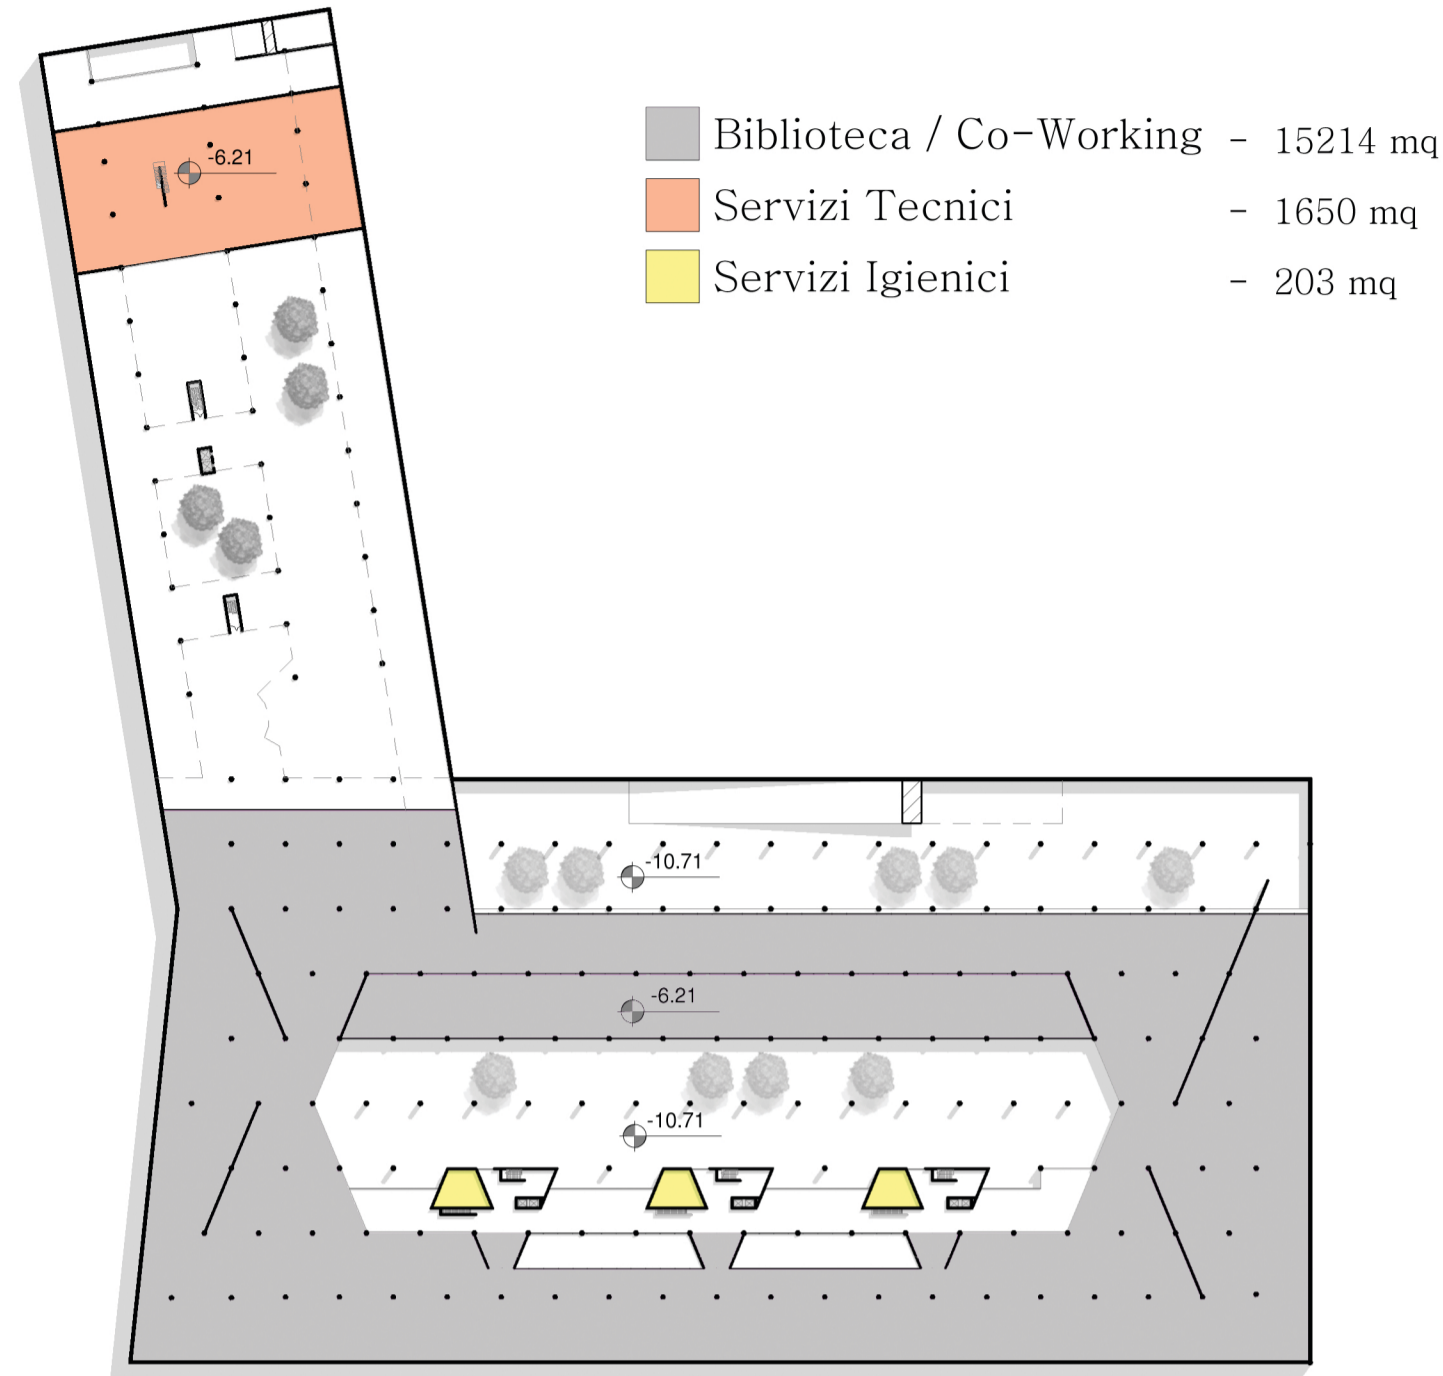 Biblioteca / Co-Working - 15214 mq
-6.21
Servizi Tecnici - 1650 mq
Servizi Igienici - 203 mq
-10.71
-6.21
-10.71